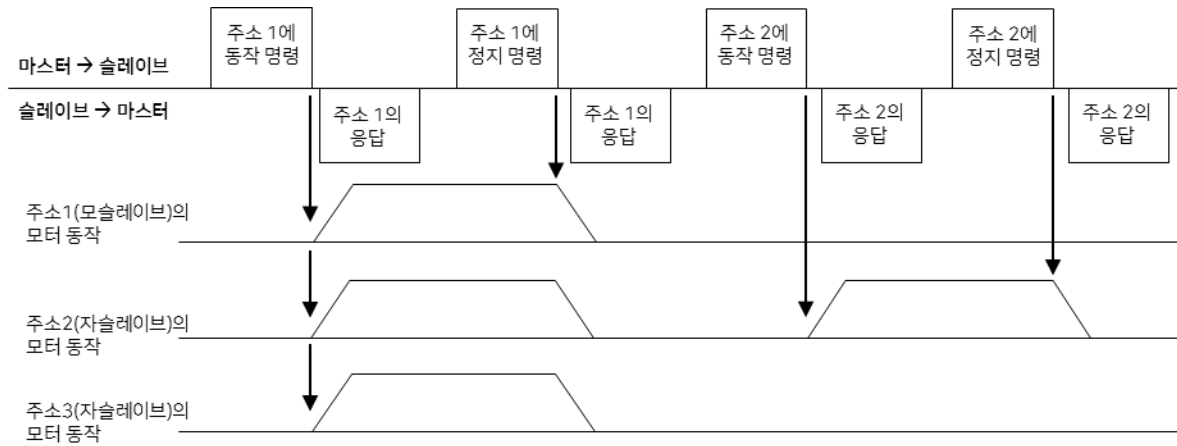 주소 1에
동작 명령
주소 1에
정지 명령
주소 2에
동작 명령
주소 2에
정지 명령
마스터 → 슬레이브
슬레이브 → 마스터
주소 1의
응답
주소 1의
응답
주소 2의
응답
주소 2의
응답
주소1(모슬레이브)의
모터 동작
주소2(자슬레이브)의
모터 동작
주소3(자슬레이브)의
모터 동작